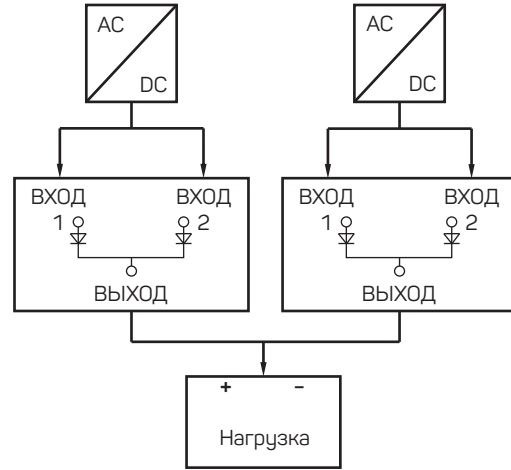 AC
DC
AC
DC
ВХОД 1
ВХОД 2
ВЫХОД
ВХОД 1
ВХОД 2
ВЫХОД
+ –
Нагрузка